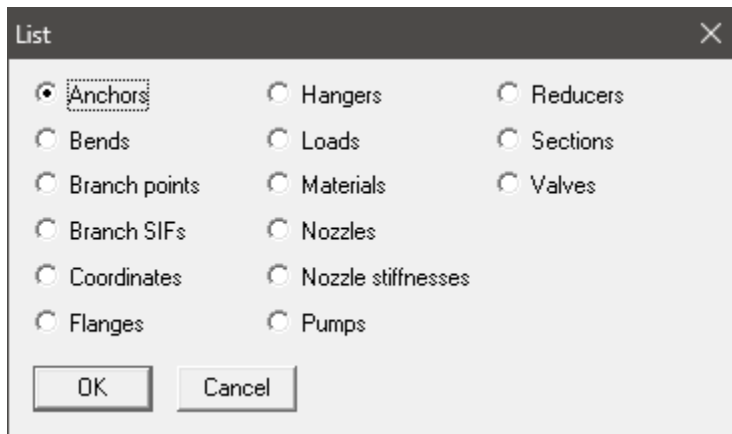 List
Anchors
Bends
Branch points
Branch SIFs
Coordinates
Flanges
Hangers
Loads
Materials
Nozzles
Nozzle stiffnesses
Pumps
Reducers
Sections
Valves
OK
Cancel